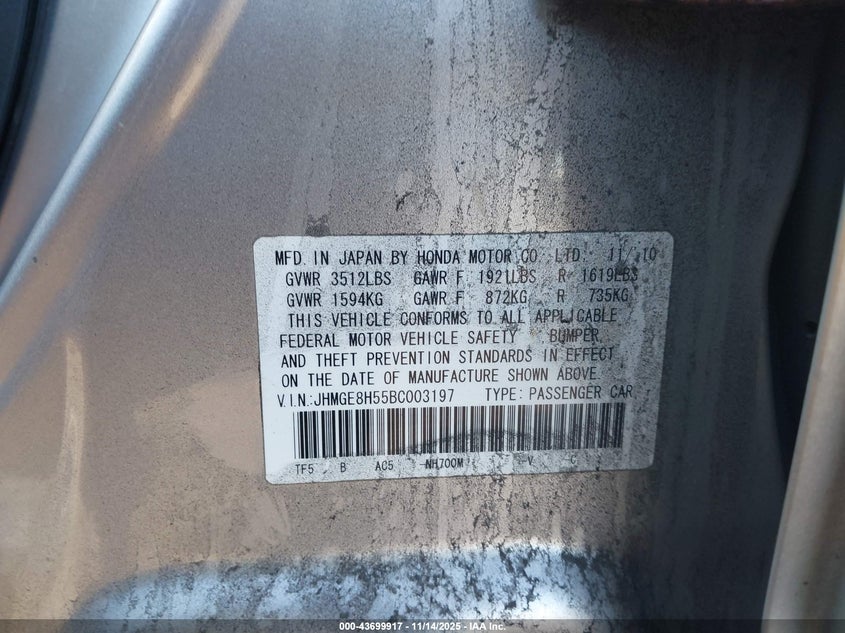 MFD. IN JAPAN BY HONDA MOTOR CO. LTD. 11/10
GVWR 3512LBS GAWR F 1921LBS R 1619LBS
GVWR 1594KG GAWR F 872KG R 735KG
THIS VEHICLE CONFORMS TO ALL APPLICABLE
FEDERAL MOTOR VEHICLE SAFETY BUMPER,
AND THEFT PREVENTION STANDARDS IN EFFECT
ON THE DATE OF MANUFACTURE SHOWN ABOVE.
V.I.N.:JHMGE8H55BC003197 TYPE: PASSENGER CAR
TF5 B AC5 NH700M V C
000-43699917 - 11/14/2025 - IAA Inc.